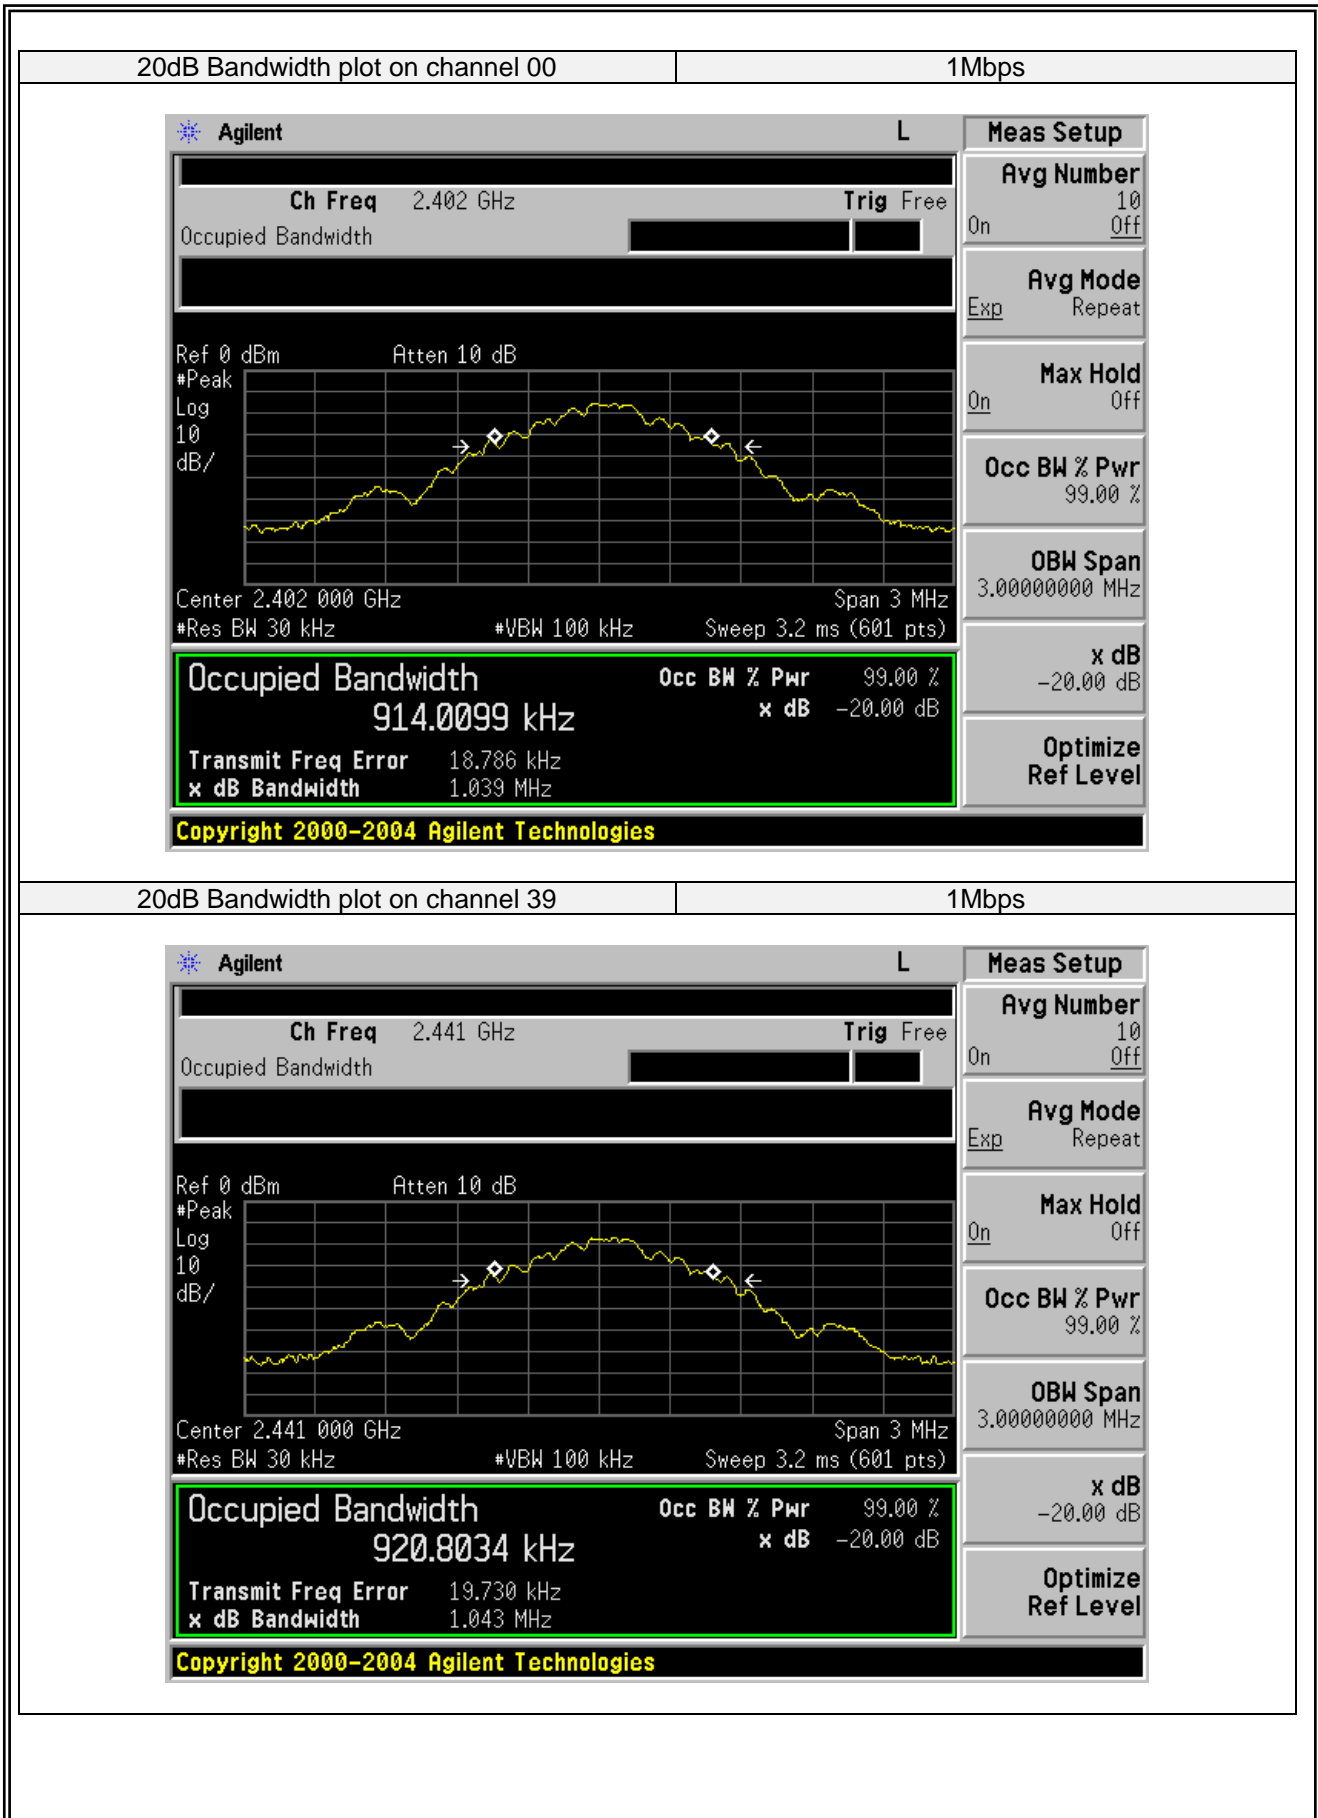 20dB Bandwidth plot on channel 00 1Mbps
Agilent L Meas Setup
Ch Freq 2.402 GHz Trig Free
Occupied Bandwidth
Avg Number
10
On Off
Avg Mode
Exp Repeat
Max Hold
On Off
Occ BW % Pwr
99.00 %
OBW Span
3.00000000 MHz
x dB
-20.00 dB
Optimize
Ref Level
Ref 0 dBm Atten 10 dB
#Peak
Log
10
dB/
Center 2.402 000 GHz Span 3 MHz
#Res BW 30 kHz #VBW 100 kHz Sweep 3.2 ms (601 pts)
Occupied Bandwidth Occ BW % Pwr 99.00 %
914.0099 kHz x dB -20.00 dB
Transmit Freq Error 18.786 kHz
x dB Bandwidth 1.039 MHz
Copyright 2000-2004 Agilent Technologies
20dB Bandwidth plot on channel 39 1Mbps
Agilent L Meas Setup
Ch Freq 2.441 GHz Trig Free
Occupied Bandwidth
Avg Number
10
On Off
Avg Mode
Exp Repeat
Max Hold
On Off
Occ BW % Pwr
99.00 %
OBW Span
3.00000000 MHz
x dB
-20.00 dB
Optimize
Ref Level
Ref 0 dBm Atten 10 dB
#Peak
Log
10
dB/
Center 2.441 000 GHz Span 3 MHz
#Res BW 30 kHz #VBW 100 kHz Sweep 3.2 ms (601 pts)
Occupied Bandwidth Occ BW % Pwr 99.00 %
920.8034 kHz x dB -20.00 dB
Transmit Freq Error 19.730 kHz
x dB Bandwidth 1.043 MHz
Copyright 2000-2004 Agilent Technologies